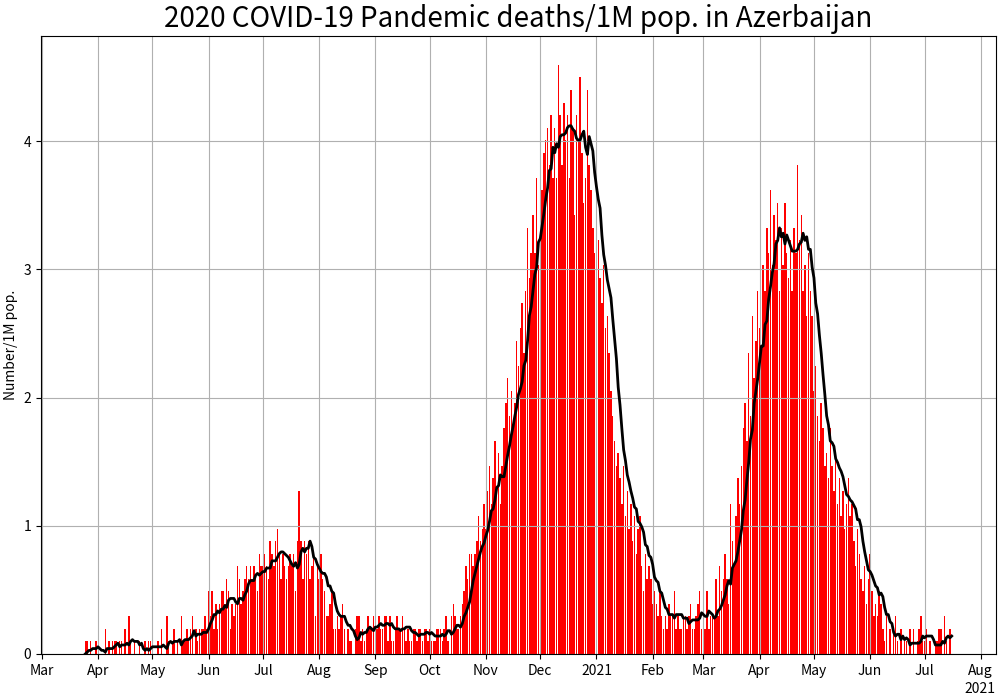 2020 COVID-19 Pandemic deaths/1M pop. in Azerbaijan
Number/1M pop.
4
3
2
1
0
Mar Apr May Jun Jul Aug Sep Oct Nov Dec 2021 Feb Mar Apr May Jun Jul Aug
2021